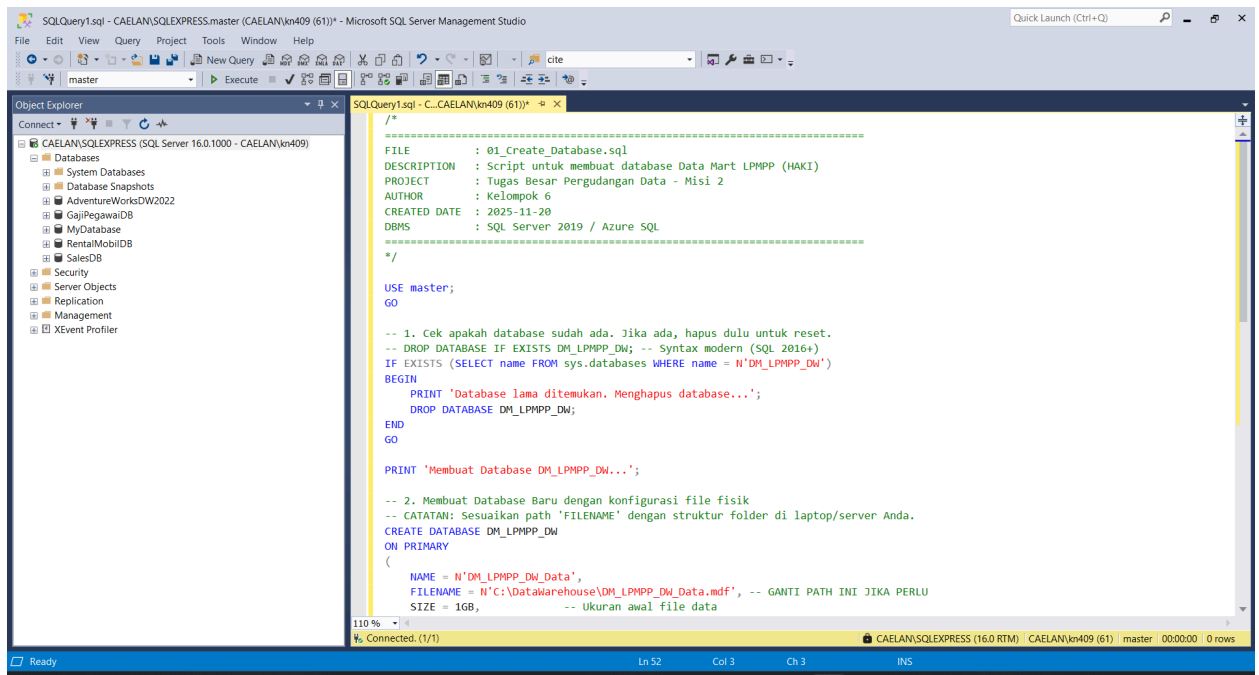 SQLQuery1.sql - CAELAN\SQLEXPRESS.master (CAELAN\kn409 (61))* - Microsoft SQL Server Management Studio
Quick Launch (Ctrl+Q)
File Edit View Query Project Tools Window Help
New Query
cite
master
Execute
Object Explorer
Connect
CAELAN\SQLEXPRESS (SQL Server 16.0.1000 - CAELAN\kn409)
Databases
System Databases
Database Snapshots
AdventureWorksDW2022
GajiPegawaiDB
MyDatabase
RentalMobilDB
SalesDB
Security
Server Objects
Replication
Management
XEvent Profiler
SQLQuery1.sql - C...CAELAN\kn409 (61))*
/*
===========================================================================
FILE : 01_Create_Database.sql
DESCRIPTION : Script untuk membuat database Data Mart LPMPP (HAKI)
PROJECT : Tugas Besar Pergudangan Data - Misi 2
AUTHOR : Kelompok 6
CREATED DATE : 2025-11-20
DBMS : SQL Server 2019 / Azure SQL
===========================================================================
*/
USE master;
GO
-- 1. Cek apakah database sudah ada. Jika ada, hapus dulu untuk reset.
-- DROP DATABASE IF EXISTS DM_LPMPP_DW; -- Syntax modern (SQL 2016+)
IF EXISTS (SELECT name FROM sys.databases WHERE name = N'DM_LPMPP_DW')
BEGIN
PRINT 'Database lama ditemukan. Menghapus database...';
DROP DATABASE DM_LPMPP_DW;
END
GO
PRINT 'Membuat Database DM_LPMPP_DW...';
-- 2. Membuat Database Baru dengan konfigurasi file fisik
-- CATATAN: Sesuaikan path 'FILENAME' dengan struktur folder di laptop/server Anda.
CREATE DATABASE DM_LPMPP_DW
ON PRIMARY
(
NAME = N'DM_LPMPP_DW_Data',
FILENAME = N'C:\DataWarehouse\DM_LPMPP_DW_Data.mdf', -- GANTI PATH INI JIKA PERLU
SIZE = 1GB, -- Ukuran awal file data
110 %
Connected. (1/1)
CAELAN\SQLEXPRESS (16.0 RTM) CAELAN\kn409 (61) master 00:00:00 0 rows
Ready Ln 52 Col 3 Ch 3 INS